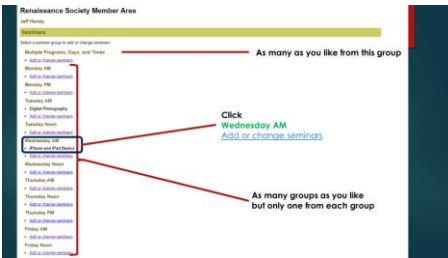 Renaissance Society Member Area
Jeff Hendy,
Seminars
Select a seminar group to add or change seminars.
Multiple Programs, Days, and Times
Add or change seminars
Monday AM
Add or change seminars
Monday PM
Add or change seminars
Tuesday AM
Digital Photography
Add or change seminars
Tuesday Noon
Add or change seminars
Wednesday AM
iPhone and iPad Basics
Add or change seminars
Wednesday Noon
Add or change seminars
Thursday AM
Add or change seminars
Thursday Noon
Add or change seminars
Thursday PM
Add or change seminars
Friday AM
Add or change seminars
Friday Noon
Add or change seminars
As many as you like from this group
Click
Wednesday AM
Add or change seminars
As many groups as you like
but only one from each group